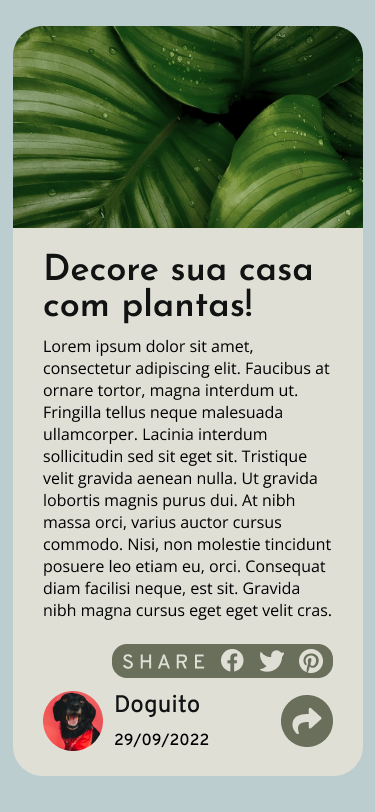 Decore sua casa
com plantas!
Lorem ipsum dolor sit amet,
consectetur adipiscing elit. Faucibus at
ornare tortor, magna interdum ut.
Fringilla tellus neque malesuada
ullamcorper. Lacinia interdum
sollicitudin sed sit eget sit. Tristique
velit gravida aenean nulla. Ut gravida
lobortis magnis purus dui. At nibh
massa orci, varius auctor cursus
commodo. Nisi, non molestie tincidunt
posuere leo etiam eu, orci. Consequat
diam facilisi neque, est sit. Gravida
nibh magna cursus eget eget velit cras.
SHARE
Doguito
29/09/2022